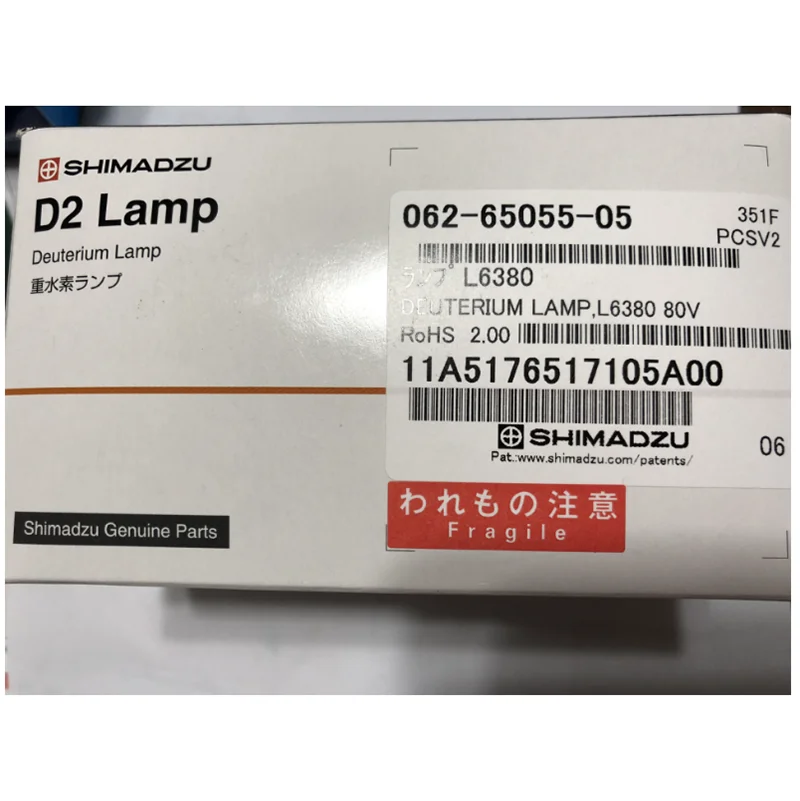 SHIMADZU
D2 Lamp
Deuterium Lamp
重水素ランプ
Shimadzu Genuine Parts
062-65055-05
351F
PCSV2
ランプ L6380
DEUTERIUM LAMP,L6380 80V
RoHS 2.00
11A5176517105A00
SHIMADZU
Pat.:www.shimadzu.com/patents/
06
われもの注意
Fragile